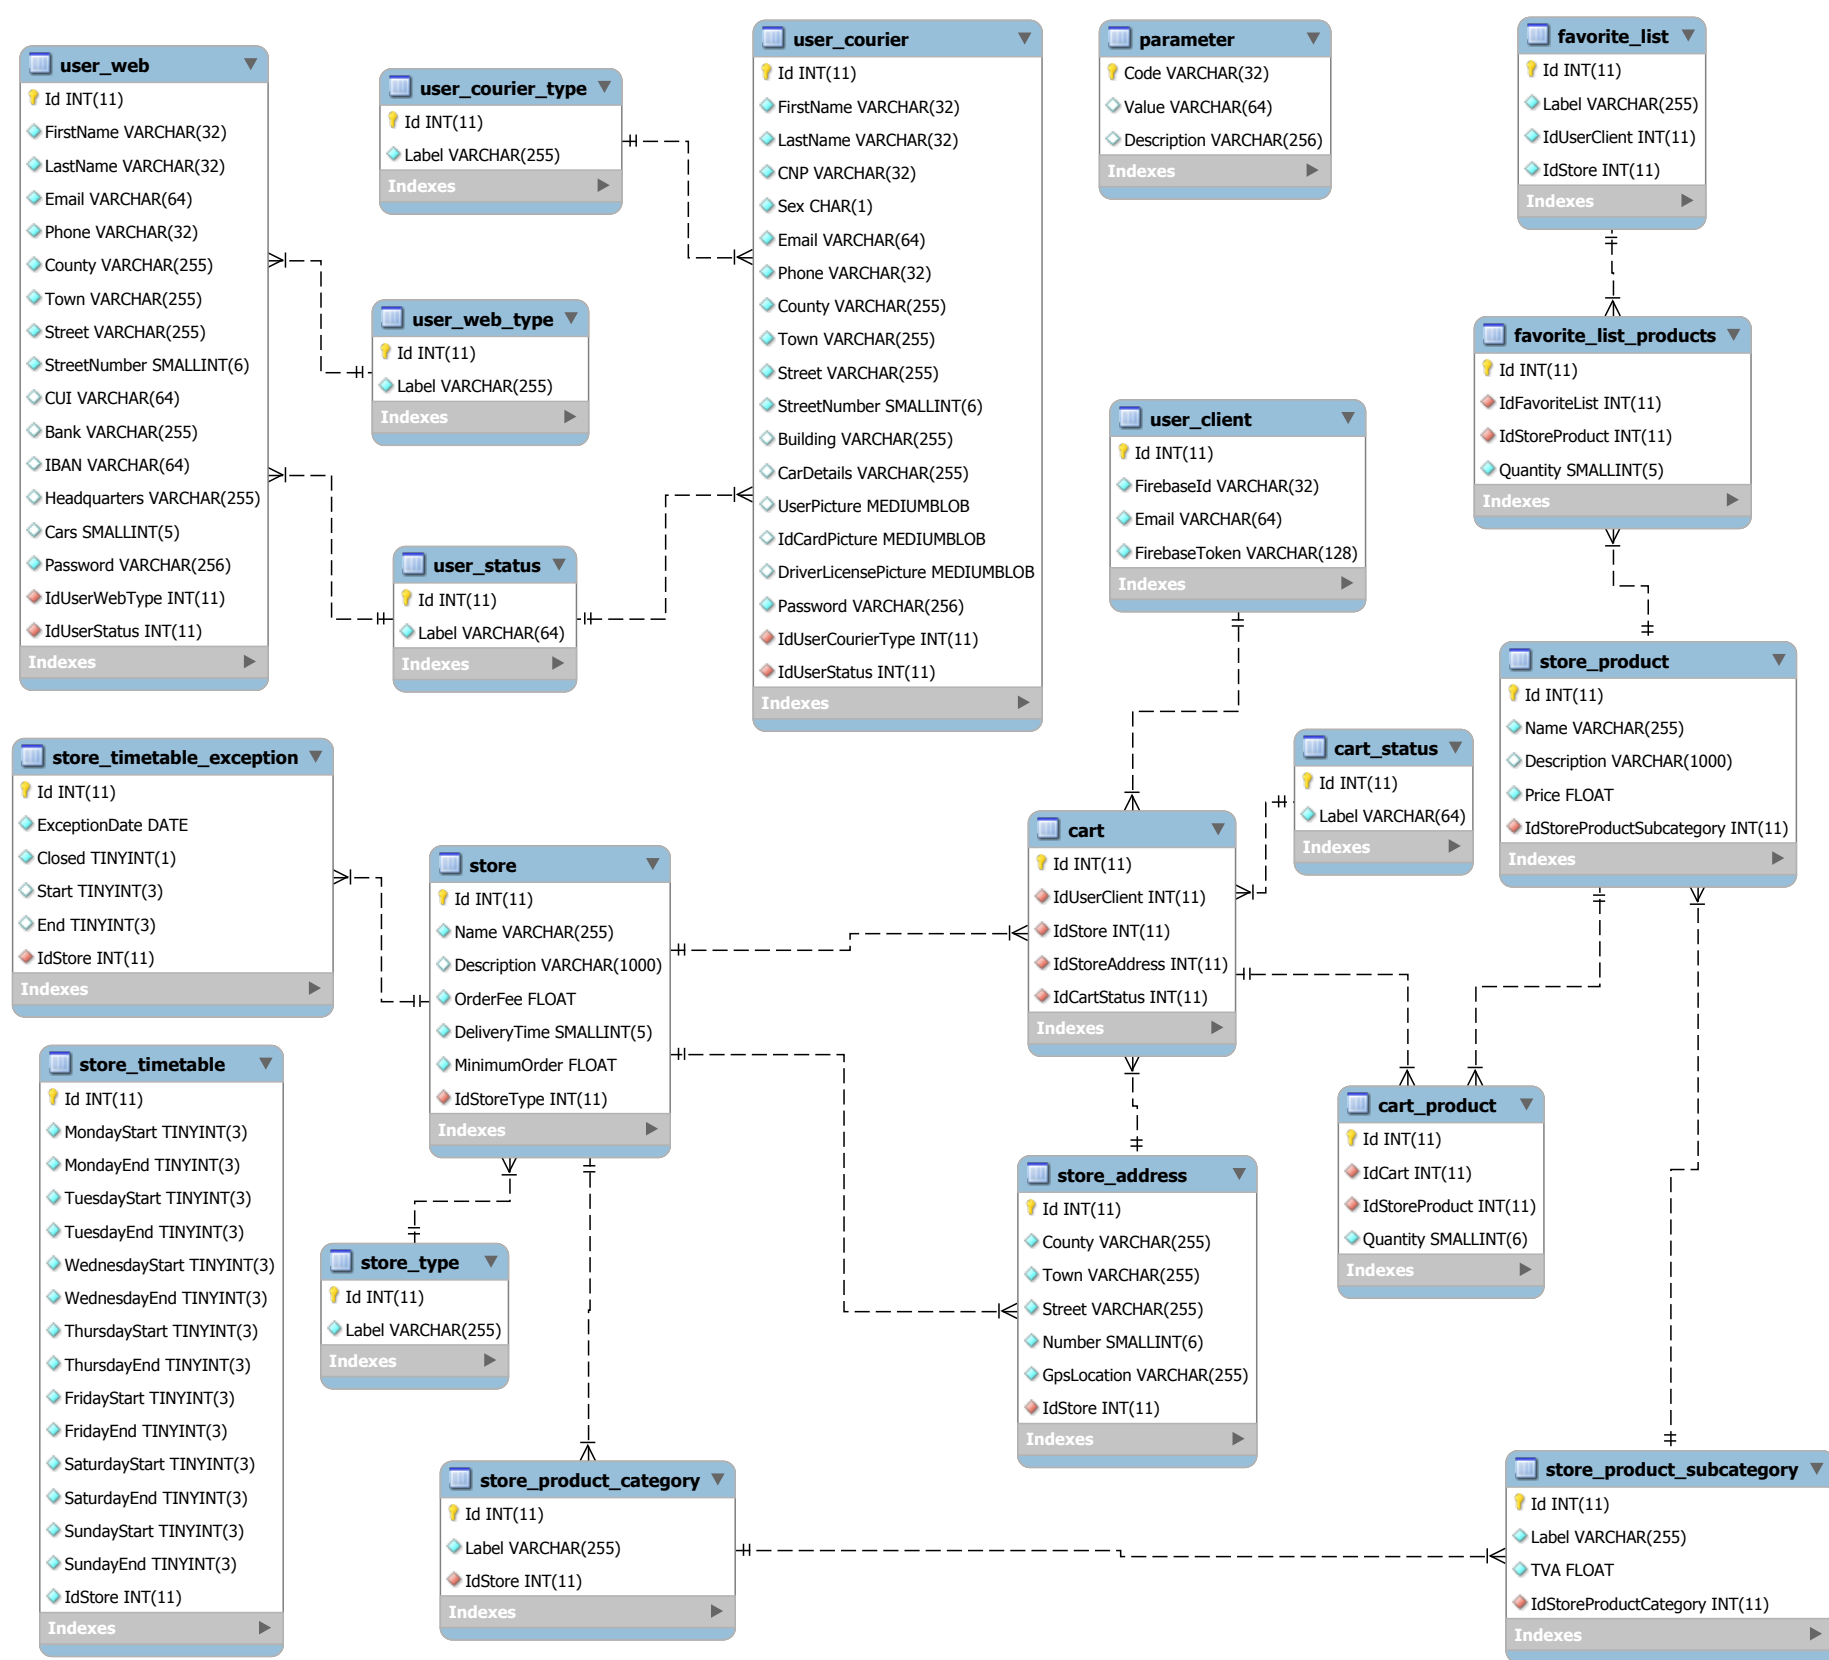 user_web
Id INT(11)
FirstName VARCHAR(32)
LastName VARCHAR(32)
Email VARCHAR(64)
Phone VARCHAR(32)
County VARCHAR(255)
Town VARCHAR(255)
Street VARCHAR(255)
StreetNumber SMALLINT(6)
CUI VARCHAR(64)
Bank VARCHAR(255)
IBAN VARCHAR(64)
Headquarters VARCHAR(255)
Cars SMALLINT(5)
Password VARCHAR(256)
IdUserWebType INT(11)
IdUserStatus INT(11)
Indexes
user_courier_type
Id INT(11)
Label VARCHAR(255)
Indexes
user_web_type
Id INT(11)
Label VARCHAR(255)
Indexes
user_status
Id INT(11)
Label VARCHAR(64)
Indexes
user_courier
Id INT(11)
FirstName VARCHAR(32)
LastName VARCHAR(32)
CNP VARCHAR(32)
Sex CHAR(1)
Email VARCHAR(64)
Phone VARCHAR(32)
County VARCHAR(255)
Town VARCHAR(255)
Street VARCHAR(255)
StreetNumber SMALLINT(6)
Building VARCHAR(255)
CarDetails VARCHAR(255)
UserPicture MEDIUMBLOB
IdCardPicture MEDIUMBLOB
DriverLicensePicture MEDIUMBLOB
Password VARCHAR(256)
IdUserCourierType INT(11)
IdUserStatus INT(11)
Indexes
parameter
Code VARCHAR(32)
Value VARCHAR(64)
Description VARCHAR(256)
Indexes
favorite_list
Id INT(11)
Label VARCHAR(255)
IdUserClient INT(11)
IdStore INT(11)
Indexes
favorite_list_products
Id INT(11)
IdFavoriteList INT(11)
IdStoreProduct INT(11)
Quantity SMALLINT(5)
Indexes
user_client
Id INT(11)
FirebaseId VARCHAR(32)
Email VARCHAR(64)
FirebaseToken VARCHAR(128)
Indexes
store_product
Id INT(11)
Name VARCHAR(255)
Description VARCHAR(1000)
Price FLOAT
IdStoreProductSubcategory INT(11)
Indexes
cart_status
Id INT(11)
Label VARCHAR(64)
Indexes
store_timetable_exception
Id INT(11)
ExceptionDate DATE
Closed TINYINT(1)
Start TINYINT(3)
End TINYINT(3)
IdStore INT(11)
Indexes
store
Id INT(11)
Name VARCHAR(255)
Description VARCHAR(1000)
OrderFee FLOAT
DeliveryTime SMALLINT(5)
MinimumOrder FLOAT
IdStoreType INT(11)
Indexes
cart
Id INT(11)
IdUserClient INT(11)
IdStore INT(11)
IdStoreAddress INT(11)
IdCartStatus INT(11)
Indexes
store_timetable
Id INT(11)
MondayStart TINYINT(3)
MondayEnd TINYINT(3)
TuesdayStart TINYINT(3)
TuesdayEnd TINYINT(3)
WednesdayStart TINYINT(3)
WednesdayEnd TINYINT(3)
ThursdayStart TINYINT(3)
ThursdayEnd TINYINT(3)
FridayStart TINYINT(3)
FridayEnd TINYINT(3)
SaturdayStart TINYINT(3)
SaturdayEnd TINYINT(3)
SundayStart TINYINT(3)
SundayEnd TINYINT(3)
IdStore INT(11)
Indexes
store_type
Id INT(11)
Label VARCHAR(255)
Indexes
store_address
Id INT(11)
County VARCHAR(255)
Town VARCHAR(255)
Street VARCHAR(255)
Number SMALLINT(6)
GpsLocation VARCHAR(255)
IdStore INT(11)
Indexes
cart_product
Id INT(11)
IdCart INT(11)
IdStoreProduct INT(11)
Quantity SMALLINT(6)
Indexes
store_product_category
Id INT(11)
Label VARCHAR(255)
IdStore INT(11)
Indexes
store_product_subcategory
Id INT(11)
Label VARCHAR(255)
TVA FLOAT
IdStoreProductCategory INT(11)
Indexes